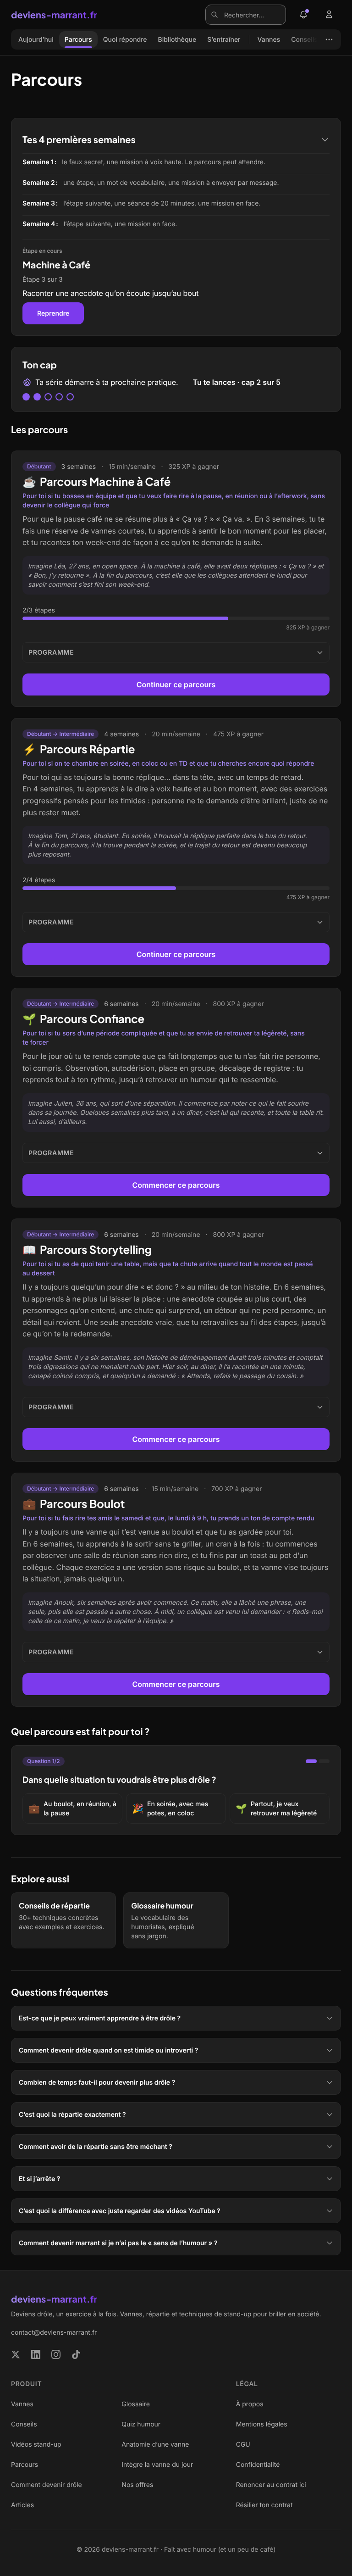 deviens-marrant.fr
Rechercher...
Aujourd'hui
Parcours
Quoi répondre
Bibliothèque
S'entraîner
Vannes
Conseils
Parcours
Tes 4 premières semaines
Semaine 1 : le faux secret, une mission à voix haute. Le parcours peut attendre.
Semaine 2 : une étape, un mot de vocabulaire, une mission à envoyer par message.
Semaine 3 : l'étape suivante, une séance de 20 minutes, une mission en face.
Semaine 4 : l'étape suivante, une mission en face.
Étape en cours
Machine à Café
Étape 3 sur 3
Raconter une anecdote qu'on écoute jusqu'au bout
Reprendre
Ton cap
Ta série démarre à ta prochaine pratique.
Tu te lances · cap 2 sur 5
Les parcours
Débutant 3 semaines · 15 min/semaine · 325 XP à gagner
☕ Parcours Machine à Café
Pour toi si tu bosses en équipe et que tu veux faire rire à la pause, en réunion ou à l'afterwork, sans
devenir le collègue qui force
Pour que la pause café ne se résume plus à « Ça va ? » « Ça va. ». En 3 semaines, tu te
fais une réserve de vannes courtes, tu apprends à sentir le bon moment pour les placer,
et tu racontes ton week-end de façon à ce qu'on te demande la suite.
Imagine Léa, 27 ans, en open space. À la machine à café, elle avait deux répliques : « Ça va ? » et
« Bon, j'y retourne ». À la fin du parcours, c'est elle que les collègues attendent le lundi pour
savoir comment s'est fini son week-end.
2/3 étapes
325 XP à gagner
PROGRAMME
Continuer ce parcours
Débutant → Intermédiaire 4 semaines · 20 min/semaine · 475 XP à gagner
⚡ Parcours Répartie
Pour toi si on te chambre en soirée, en coloc ou en TD et que tu cherches encore quoi répondre
Pour toi qui as toujours la bonne réplique... dans ta tête, avec un temps de retard.
En 4 semaines, tu apprends à la dire à voix haute et au bon moment, avec des exercices
progressifs pensés pour les timides : personne ne te demande d'être brillant, juste de ne
plus rester muet.
Imagine Tom, 21 ans, étudiant. En soirée, il trouvait la réplique parfaite dans le bus du retour.
À la fin du parcours, il la trouve pendant la soirée, et le trajet du retour est devenu beaucoup
plus reposant.
2/4 étapes
475 XP à gagner
PROGRAMME
Continuer ce parcours
Débutant → Intermédiaire 6 semaines · 20 min/semaine · 800 XP à gagner
🌱 Parcours Confiance
Pour toi si tu sors d'une période compliquée et que tu as envie de retrouver ta légèreté, sans
te forcer
Pour le jour où tu te rends compte que ça fait longtemps que tu n'as fait rire personne,
toi compris. Observation, autodérision, place en groupe, décalage de registre : tu
reprends tout à ton rythme, jusqu'à retrouver un humour qui te ressemble.
Imagine Julien, 36 ans, qui sort d'une séparation. Il commence par noter ce qui le fait sourire
dans sa journée. Quelques semaines plus tard, à un dîner, c'est lui qui raconte, et toute la table rit.
Lui aussi, d'ailleurs.
PROGRAMME
Commencer ce parcours
Débutant → Intermédiaire 6 semaines · 20 min/semaine · 800 XP à gagner
📖 Parcours Storytelling
Pour toi si tu as de quoi tenir une table, mais que ta chute arrive quand tout le monde est passé
au dessert
Il y a toujours quelqu'un pour dire « et donc ? » au milieu de ton histoire. En 6 semaines,
tu apprends à ne plus lui laisser la place : une anecdote coupée au plus court, des
personnages qu'on entend, une chute qui surprend, un détour qui ne perd personne, un
détail qui revient. Une seule anecdote vraie, que tu retravailles au fil des étapes, jusqu'à
ce qu'on te la redemande.
Imagine Samir. Il y a six semaines, son histoire de déménagement durait trois minutes et comptait
trois digressions dont une menaient nulle part. Hier soir, au dîner, il l'a racontée en une minute,
canapé coincé compris, et quelqu'un a demandé : « Attends, refais le passage du cousin. »
PROGRAMME
Commencer ce parcours
Débutant → Intermédiaire 6 semaines · 15 min/semaine · 700 XP à gagner
💼 Parcours Boulot
Pour toi si tu fais rire tes amis le samedi et que, le lundi à 9 h, tu prends un ton de compte rendu
Il y a toujours une vanne qui s'est venue au boulot et que tu as gardée pour toi.
En 6 semaines, tu apprends à la sortir sans te griller, un cran à la fois : tu commences
par observer une salle de réunion sans rien dire, et tu finis par un toast au pot d'un
collègue. Chaque exercice a une version sans risque au boulot, et ta vanne vise toujours
la situation, jamais quelqu'un.
Imagine Anouk, six semaines après avoir commencé. Ce matin, elle a lâché une phrase, une
seule, puis elle est passée à autre chose. À midi, un collègue est venu lui demander : « Redis-moi
celle de ce matin, je veux la répéter à l'équipe. »
PROGRAMME
Commencer ce parcours
Quel parcours est fait pour toi ?
Question 1/2
Dans quelle situation tu voudrais être plus drôle ?
💼 Au boulot, en réunion, à
la pause
🎉 En soirée, avec mes
potes, en coloc
🌱 Partout, je veux
retrouver ma légèreté
Explore aussi
Conseils de répartie
30+ techniques concrètes
avec exemples et exercices.
Glossaire humour
Le vocabulaire des
humoristes, expliqué
sans jargon.
Questions fréquentes
Est-ce que je peux vraiment apprendre à être drôle ?
Comment devenir drôle quand on est timide ou introverti ?
Combien de temps faut-il pour devenir plus drôle ?
C'est quoi la répartie exactement ?
Comment avoir de la répartie sans être méchant ?
Et si j'arrête ?
C'est quoi la différence avec juste regarder des vidéos YouTube ?
Comment devenir marrant si je n'ai pas le « sens de l'humour » ?
deviens-marrant.fr
Deviens drôle, un exercice à la fois. Vannes, répartie et techniques de stand-up pour briller en société.
contact@deviens-marrant.fr
PRODUIT
LÉGAL
Vannes
Glossaire
À propos
Conseils
Quiz humour
Mentions légales
Vidéos stand-up
Anatomie d'une vanne
CGU
Parcours
Intègre la vanne du jour
Confidentialité
Comment devenir drôle
Nos offres
Renoncer au contrat ici
Articles
Résilier ton contrat
© 2026 deviens-marrant.fr · Fait avec humour (et un peu de café)